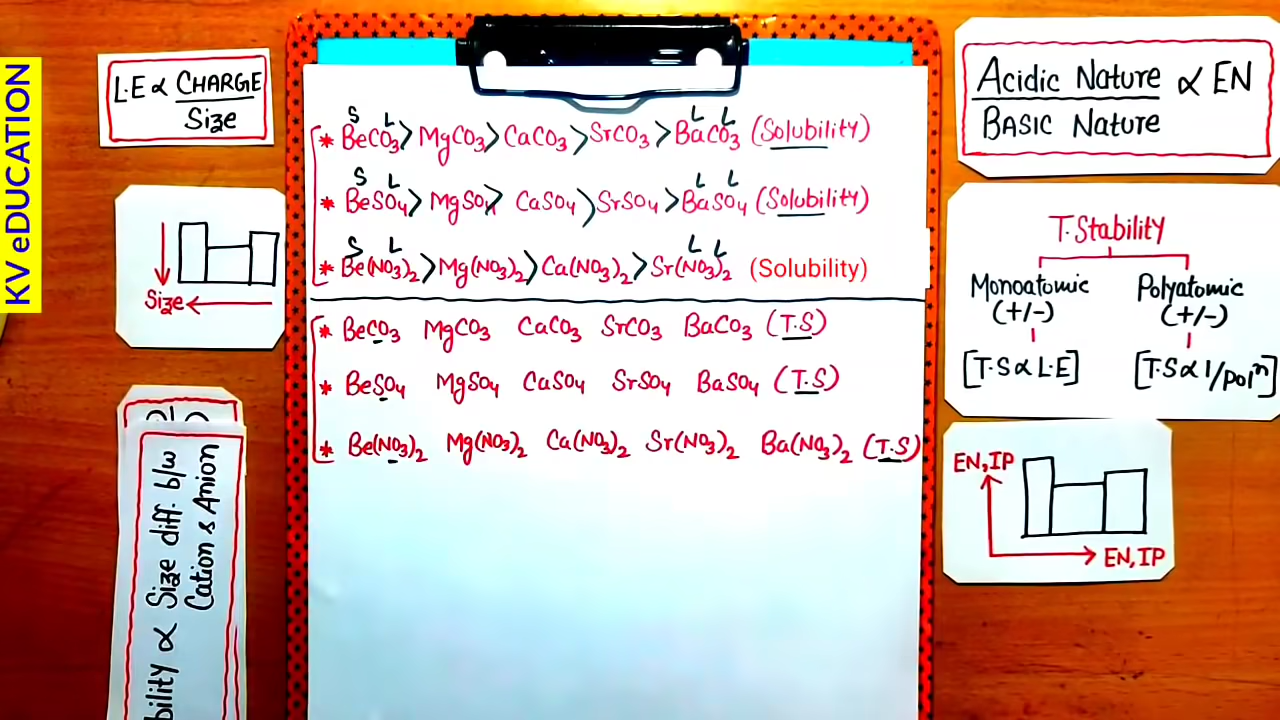 KV eDUCATION
L.E ∝ CHARGE
Size
Size
Size diff. b/w
Cation & Anion
S L L L
* BeCO₃ > MgCO₃ > CaCO₃ > SrCO₃ > BaCO₃ (Solubility)
S L L L
* BeSO₄ > MgSO₄ > CaSO₄ > SrSO₄ > BaSO₄ (Solubility)
S L L L
* Be(NO₃)₂ > Mg(NO₃)₂ > Ca(NO₃)₂ > Sr(NO₃)₂ (Solubility)
* BeCO₃ MgCO₃ CaCO₃ SrCO₃ BaCO₃ (T.S)
* BeSO₄ MgSO₄ CaSO₄ SrSO₄ BaSO₄ (T.S)
* Be(NO₃)₂ Mg(NO₃)₂ Ca(NO₃)₂ Sr(NO₃)₂ Ba(NO₃)₂ (T.S)
Acidic Nature ∝ EN
BASIC Nature
T.Stability
Monoatomic Polyatomic
(+/-) (+/-)
[T.S ∝ L.E] [T.S ∝ 1/polⁿ]
EN,IP
EN,IP